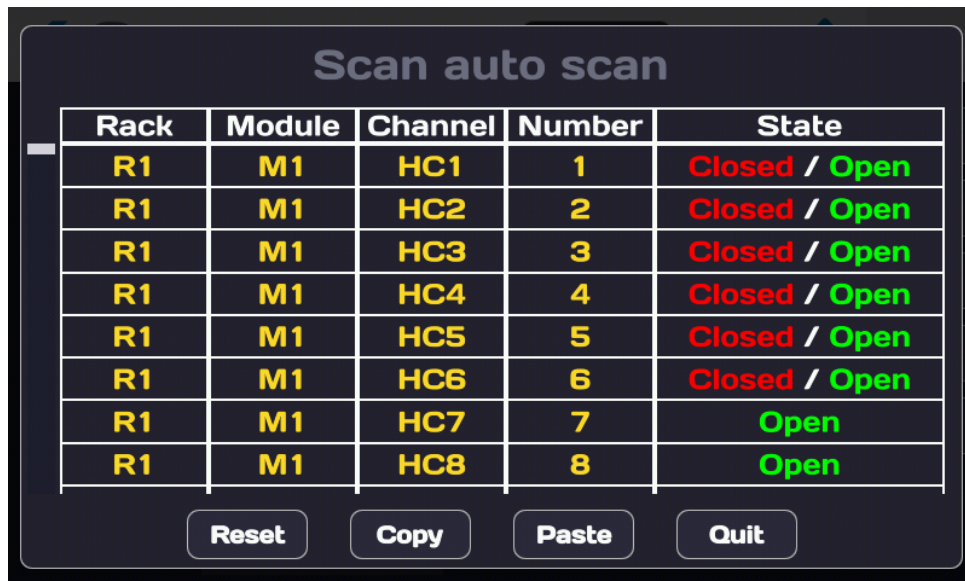 Scan auto scan
Rack Module Channel Number State
R1 M1 HC1 1 Closed / Open
R1 M1 HC2 2 Closed / Open
R1 M1 HC3 3 Closed / Open
R1 M1 HC4 4 Closed / Open
R1 M1 HC5 5 Closed / Open
R1 M1 HC6 6 Closed / Open
R1 M1 HC7 7 Open
R1 M1 HC8 8 Open
Reset Copy Paste Quit